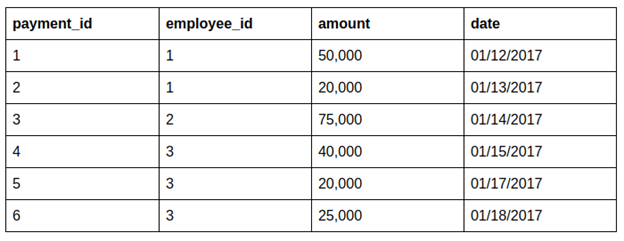 payment_id employee_id amount date
1 1 50,000 01/12/2017
2 1 20,000 01/13/2017
3 2 75,000 01/14/2017
4 3 40,000 01/15/2017
5 3 20,000 01/17/2017
6 3 25,000 01/18/2017